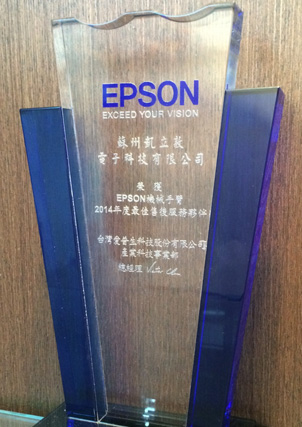 EPSON
EXCEED YOUR VISION
蘇州凱立敔
電子科技有限公司
榮獲
EPSON機械手臂
2014年度最佳售後服務夥伴
台灣愛普生科技股份有限公司
產業科技事業部
總經理